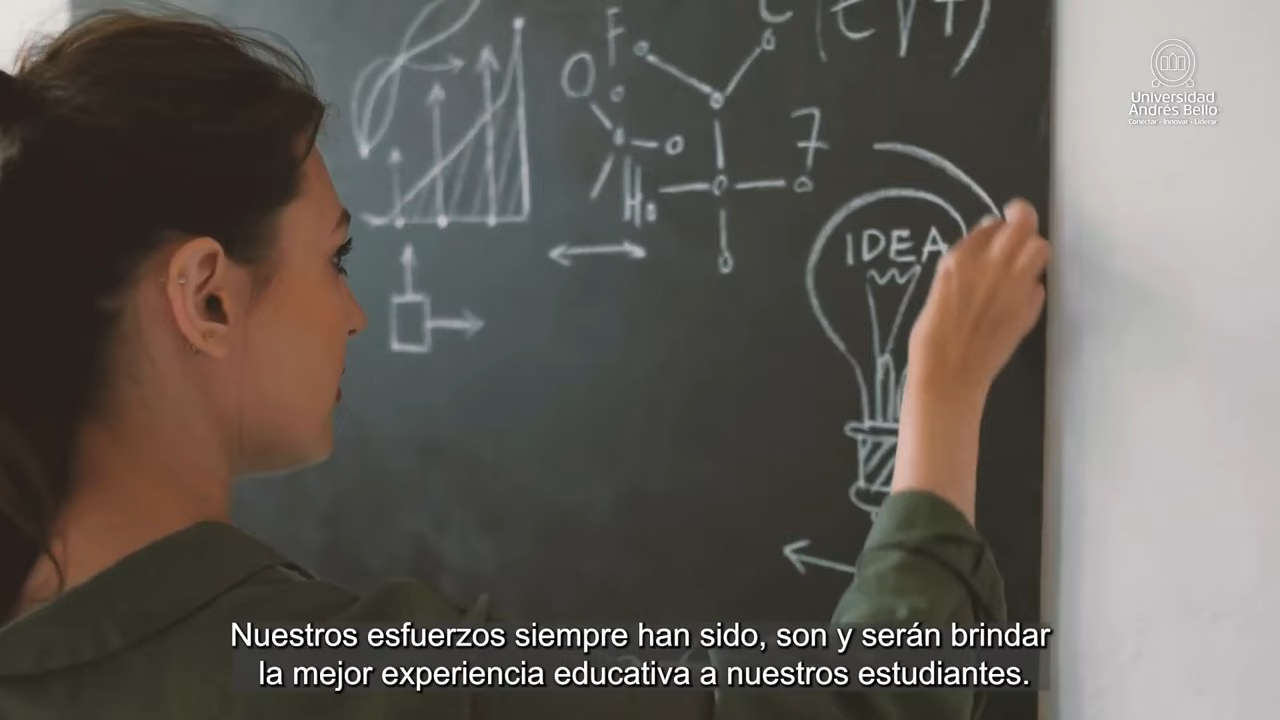 F
O
7
H
IDEA
Universidad
Andrés Bello
Conectar • Innovar • Liderar
Nuestros esfuerzos siempre han sido, son y serán brindar
la mejor experiencia educativa a nuestros estudiantes.